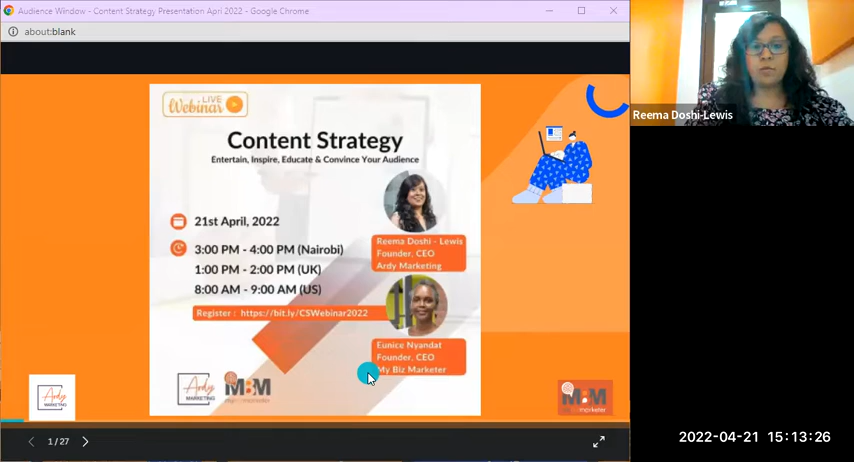 Audience Window - Content Strategy Presentation Apri 2022 - Google Chrome
about:blank
LIVE
Webinar
Content Strategy
Entertain, Inspire, Educate & Convince Your Audience
21st April, 2022
3:00 PM - 4:00 PM (Nairobi)
1:00 PM - 2:00 PM (UK)
8:00 AM - 9:00 AM (US)
Register : https://bit.ly/CSWebinar2022
Reema Doshi - Lewis
Founder, CEO
Ardy Marketing
Eunice Nyandat
Founder, CEO
My Biz Marketer
Ardy
MARKETING
MBM
Ardy
MARKETING
MBM
1 / 27
Reema Doshi-Lewis
2022-04-21 15:13:26